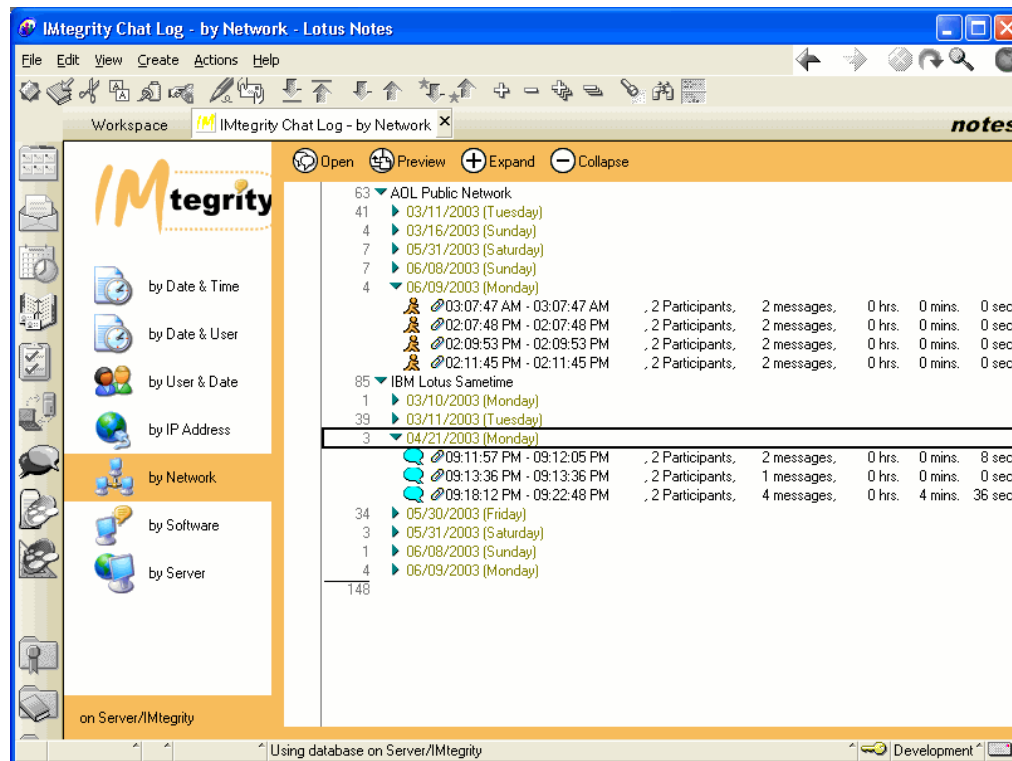 IMtegrity Chat Log - by Network - Lotus Notes
File Edit View Create Actions Help
Workspace IMtegrity Chat Log - by Network
notes
IMtegrity
Open Preview Expand Collapse
63 AOL Public Network
41 03/11/2003 (Tuesday)
4 03/16/2003 (Sunday)
7 05/31/2003 (Saturday)
7 06/08/2003 (Sunday)
4 06/09/2003 (Monday)
03:07:47 AM - 03:07:47 AM , 2 Participants, 2 messages, 0 hrs. 0 mins. 0 sec
02:07:48 PM - 02:07:48 PM , 2 Participants, 2 messages, 0 hrs. 0 mins. 0 sec
02:09:53 PM - 02:09:53 PM , 2 Participants, 2 messages, 0 hrs. 0 mins. 0 sec
02:11:45 PM - 02:11:45 PM , 2 Participants, 2 messages, 0 hrs. 0 mins. 0 sec
85 IBM Lotus Sametime
1 03/10/2003 (Monday)
39 03/11/2003 (Tuesday)
3 04/21/2003 (Monday)
09:11:57 PM - 09:12:05 PM , 2 Participants, 2 messages, 0 hrs. 0 mins. 8 sec
09:13:36 PM - 09:13:36 PM , 2 Participants, 1 messages, 0 hrs. 0 mins. 0 sec
09:18:12 PM - 09:22:48 PM , 2 Participants, 4 messages, 0 hrs. 4 mins. 36 sec
34 05/30/2003 (Friday)
3 05/31/2003 (Saturday)
1 06/08/2003 (Sunday)
4 06/09/2003 (Monday)
148
by Date & Time
by Date & User
by User & Date
by IP Address
by Network
by Software
by Server
on Server/IMtegrity
Using database on Server/IMtegrity
Development